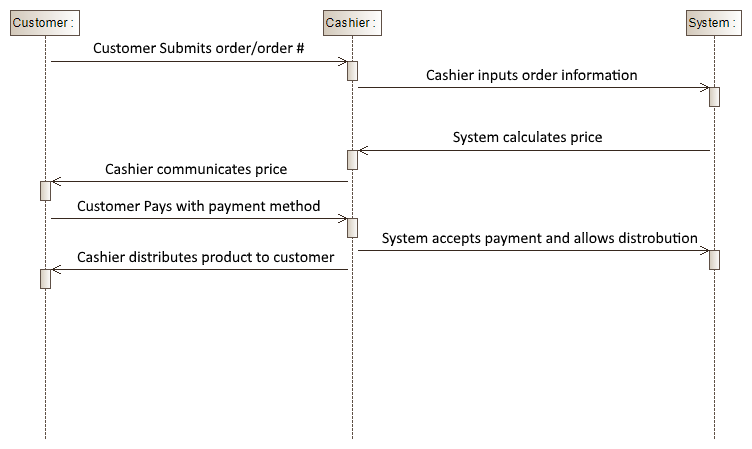 Customer :
Cashier :
System :
Customer Submits order/order #
Cashier inputs order information
System calculates price
Cashier communicates price
Customer Pays with payment method
System accepts payment and allows distrobution
Cashier distributes product to customer